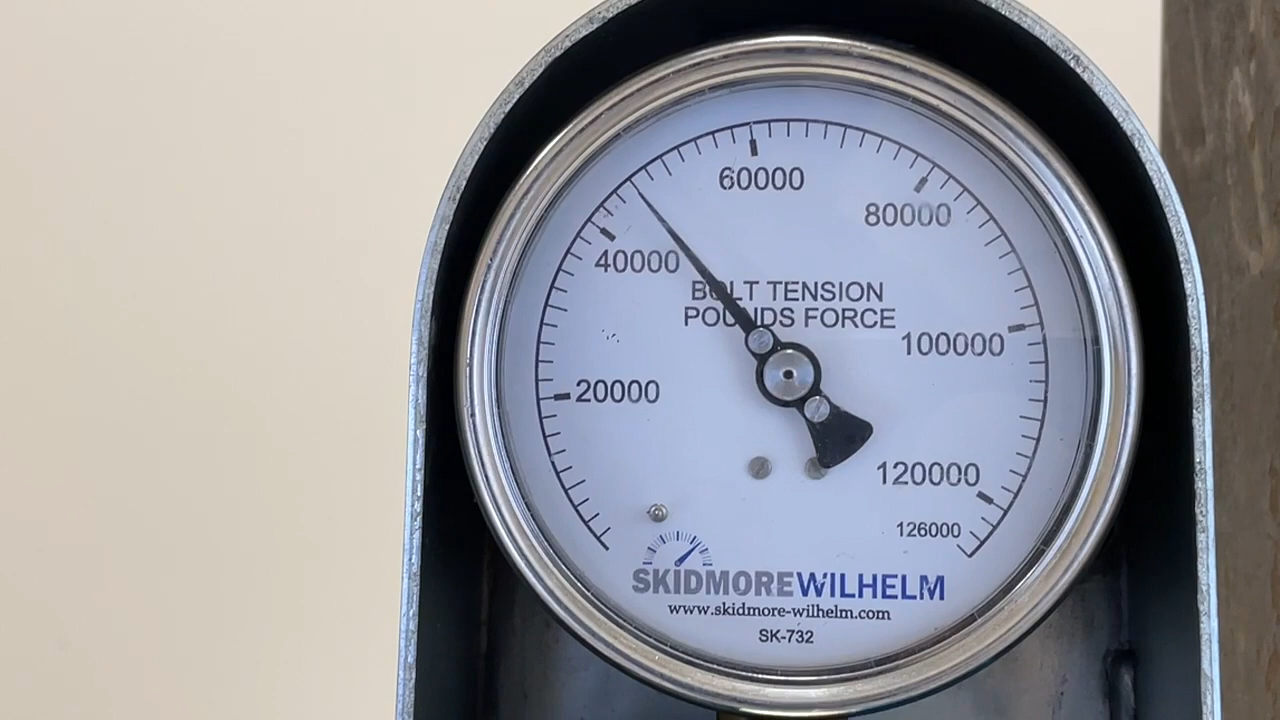 60000
80000
40000
BOLT TENSION
POUNDS FORCE
100000
20000
120000
126000
SKIDMOREWILHELM
www.skidmore-wilhelm.com
SK-732